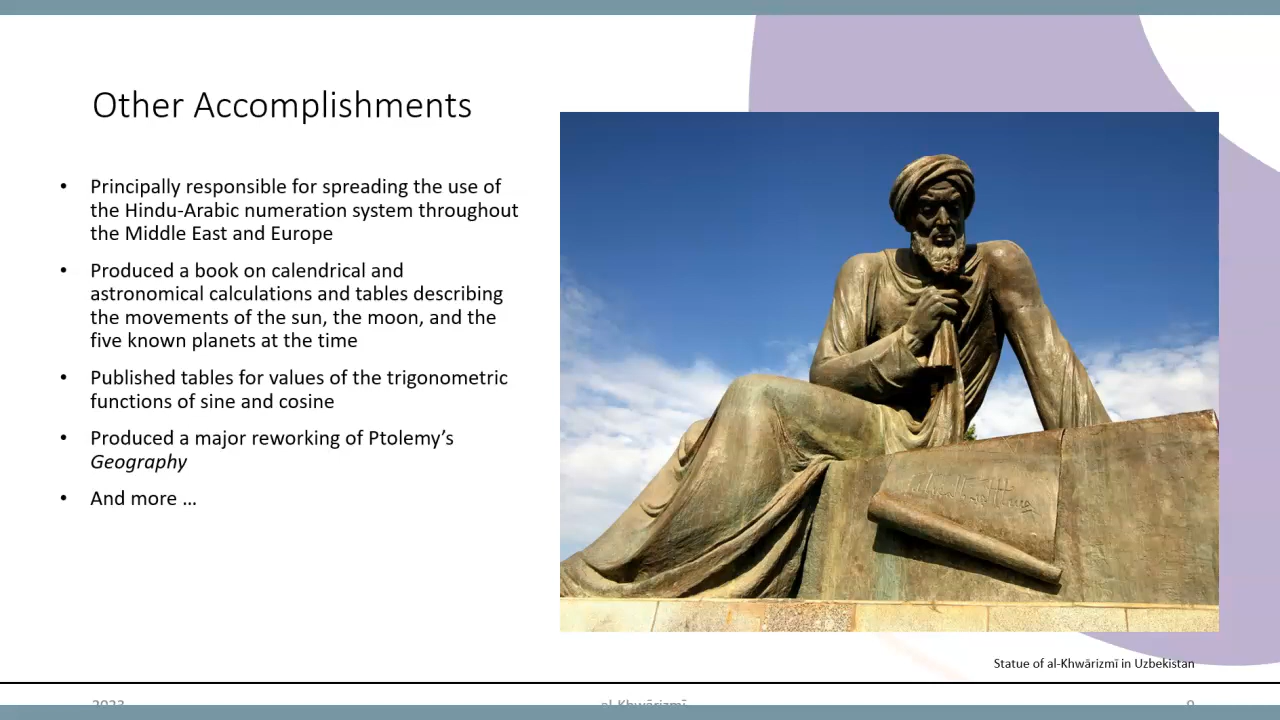 Other Accomplishments
• Principally responsible for spreading the use of
the Hindu-Arabic numeration system throughout
the Middle East and Europe
• Produced a book on calendrical and
astronomical calculations and tables describing
the movements of the sun, the moon, and the
five known planets at the time
• Published tables for values of the trigonometric
functions of sine and cosine
• Produced a major reworking of Ptolemy’s
Geography
• And more …
Statue of al-Khwārizmī in Uzbekistan
2023
al-Khwārizmī